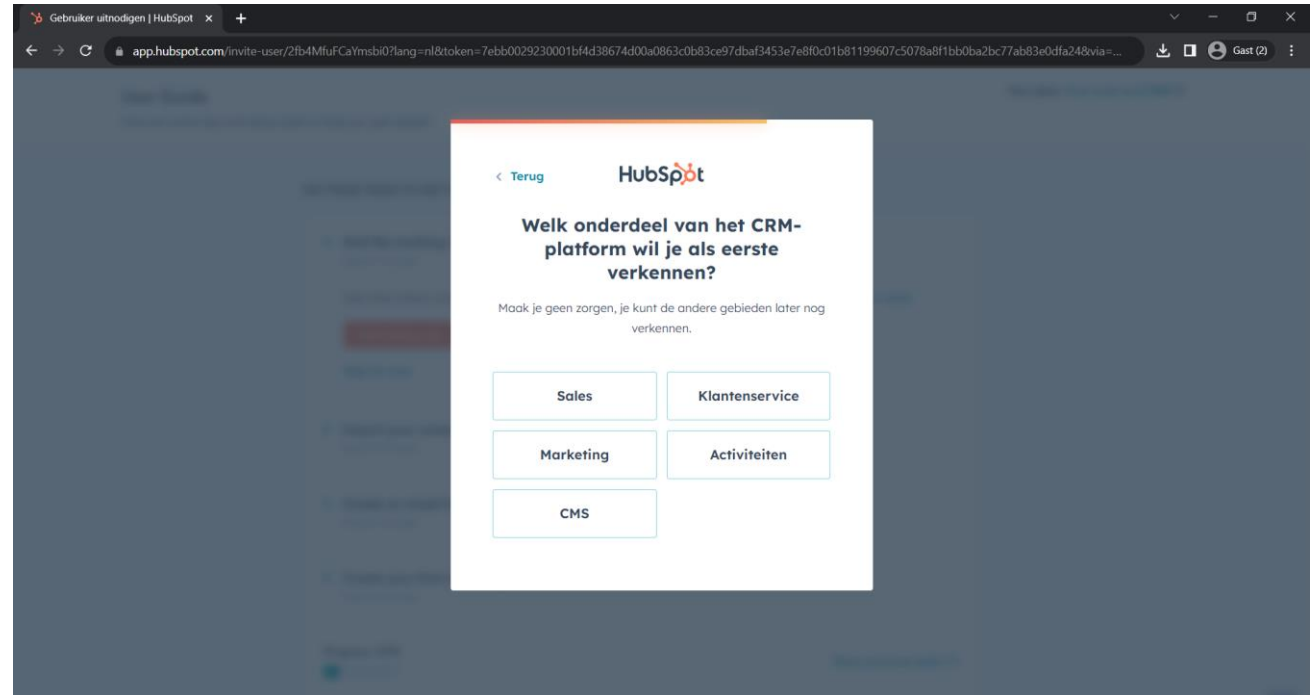 Gebruiker uitnodigen | HubSpot
app.hubspot.com/invite-user/2fb4MfuFCaYmsbi0?lang=nl&token=7ebb0029230001bf4d38674d00a0863c0b83ce97dbaf3453e7e8f0c01b81199607c5078a8f1bb0ba2bc77ab83e0dfa24&via=...
Gast (2)
Terug
HubSpot
Welk onderdeel van het CRM-
platform wil je als eerste
verkennen?
Maak je geen zorgen, je kunt de andere gebieden later nog
verkennen.
Sales
Klantenservice
Marketing
Activiteiten
CMS